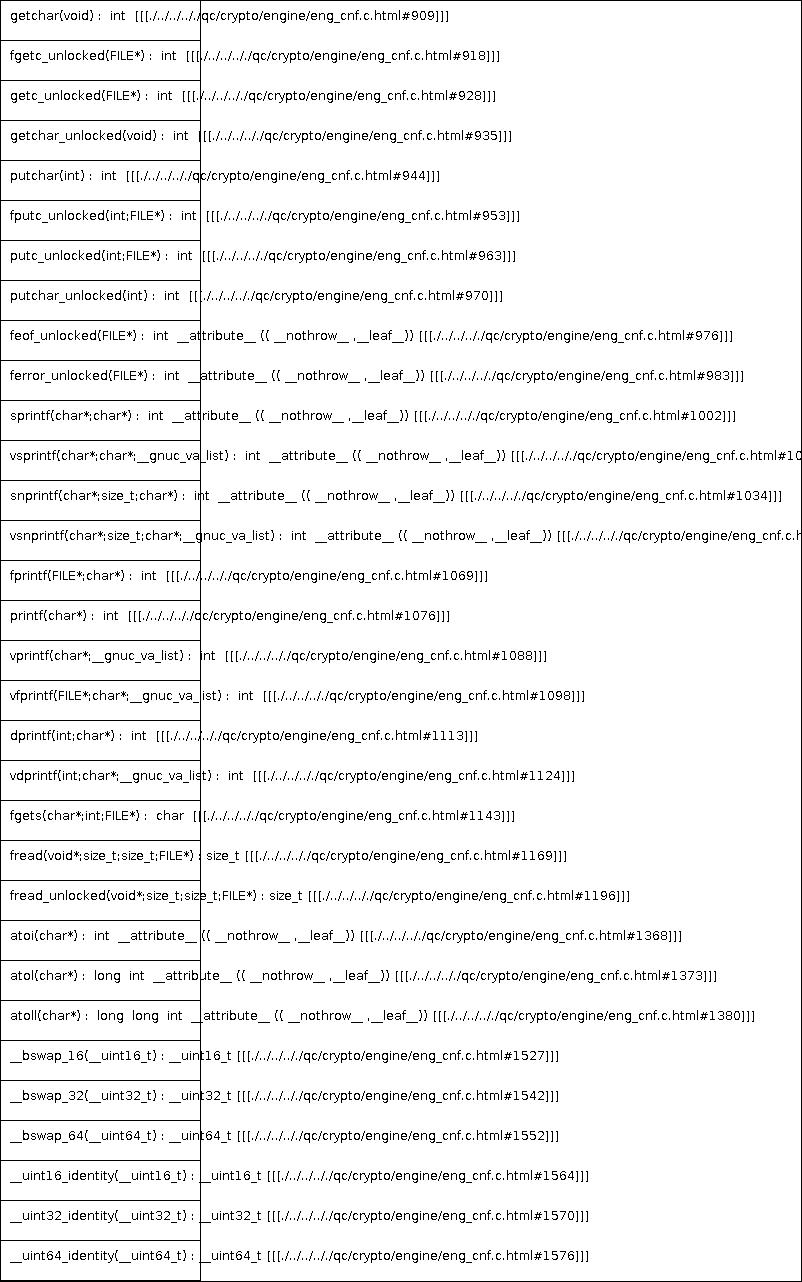 getchar(void) : int [[[./../../.././qc/crypto/engine/eng_cnf.c.html#909]]]
fgetc_unlocked(FILE*) : int [[[./../../.././qc/crypto/engine/eng_cnf.c.html#918]]]
getc_unlocked(FILE*) : int [[[./../../.././qc/crypto/engine/eng_cnf.c.html#928]]]
getchar_unlocked(void) : int [[[./../../.././qc/crypto/engine/eng_cnf.c.html#935]]]
putchar(int) : int [[[./../../.././qc/crypto/engine/eng_cnf.c.html#944]]]
fputc_unlocked(int;FILE*) : int [[[./../../.././qc/crypto/engine/eng_cnf.c.html#953]]]
putc_unlocked(int;FILE*) : int [[[./../../.././qc/crypto/engine/eng_cnf.c.html#963]]]
putchar_unlocked(int) : int [[[./../../.././qc/crypto/engine/eng_cnf.c.html#970]]]
feof_unlocked(FILE*) : int __attribute__ (( __nothrow__ ,__leaf__)) [[[./../../.././qc/crypto/engine/eng_cnf.c.html#976]]]
ferror_unlocked(FILE*) : int __attribute__ (( __nothrow__ ,__leaf__)) [[[./../../.././qc/crypto/engine/eng_cnf.c.html#983]]]
sprintf(char*;char*) : int __attribute__ (( __nothrow__ ,__leaf__)) [[[./../../.././qc/crypto/engine/eng_cnf.c.html#1002]]]
vsprintf(char*;char*;__gnuc_va_list) : int __attribute__ (( __nothrow__ ,__leaf__)) [[[./../../.././qc/crypto/engine/eng_cnf.c.html#10
snprintf(char*;size_t;char*) : int __attribute__ (( __nothrow__ ,__leaf__)) [[[./../../.././qc/crypto/engine/eng_cnf.c.html#1034]]]
vsnprintf(char*;size_t;char*;__gnuc_va_list) : int __attribute__ (( __nothrow__ ,__leaf__)) [[[./../../.././qc/crypto/engine/eng_cnf.c.h
fprintf(FILE*;char*) : int [[[./../../.././qc/crypto/engine/eng_cnf.c.html#1069]]]
printf(char*) : int [[[./../../.././qc/crypto/engine/eng_cnf.c.html#1076]]]
vprintf(char*;__gnuc_va_list) : int [[[./../../.././qc/crypto/engine/eng_cnf.c.html#1088]]]
vfprintf(FILE*;char*;__gnuc_va_list) : int [[[./../../.././qc/crypto/engine/eng_cnf.c.html#1098]]]
dprintf(int;char*) : int [[[./../../.././qc/crypto/engine/eng_cnf.c.html#1113]]]
vdprintf(int;char*;__gnuc_va_list) : int [[[./../../.././qc/crypto/engine/eng_cnf.c.html#1124]]]
fgets(char*;int;FILE*) : char [[[./../../.././qc/crypto/engine/eng_cnf.c.html#1143]]]
fread(void*;size_t;size_t;FILE*) : size_t [[[./../../.././qc/crypto/engine/eng_cnf.c.html#1169]]]
fread_unlocked(void*;size_t;size_t;FILE*) : size_t [[[./../../.././qc/crypto/engine/eng_cnf.c.html#1196]]]
atoi(char*) : int __attribute__ (( __nothrow__ ,__leaf__)) [[[./../../.././qc/crypto/engine/eng_cnf.c.html#1368]]]
atol(char*) : long int __attribute__ (( __nothrow__ ,__leaf__)) [[[./../../.././qc/crypto/engine/eng_cnf.c.html#1373]]]
atoll(char*) : long long int __attribute__ (( __nothrow__ ,__leaf__)) [[[./../../.././qc/crypto/engine/eng_cnf.c.html#1380]]]
__bswap_16(__uint16_t) : __uint16_t [[[./../../.././qc/crypto/engine/eng_cnf.c.html#1527]]]
__bswap_32(__uint32_t) : __uint32_t [[[./../../.././qc/crypto/engine/eng_cnf.c.html#1542]]]
__bswap_64(__uint64_t) : __uint64_t [[[./../../.././qc/crypto/engine/eng_cnf.c.html#1552]]]
__uint16_identity(__uint16_t) : __uint16_t [[[./../../.././qc/crypto/engine/eng_cnf.c.html#1564]]]
__uint32_identity(__uint32_t) : __uint32_t [[[./../../.././qc/crypto/engine/eng_cnf.c.html#1570]]]
__uint64_identity(__uint64_t) : __uint64_t [[[./../../.././qc/crypto/engine/eng_cnf.c.html#1576]]]